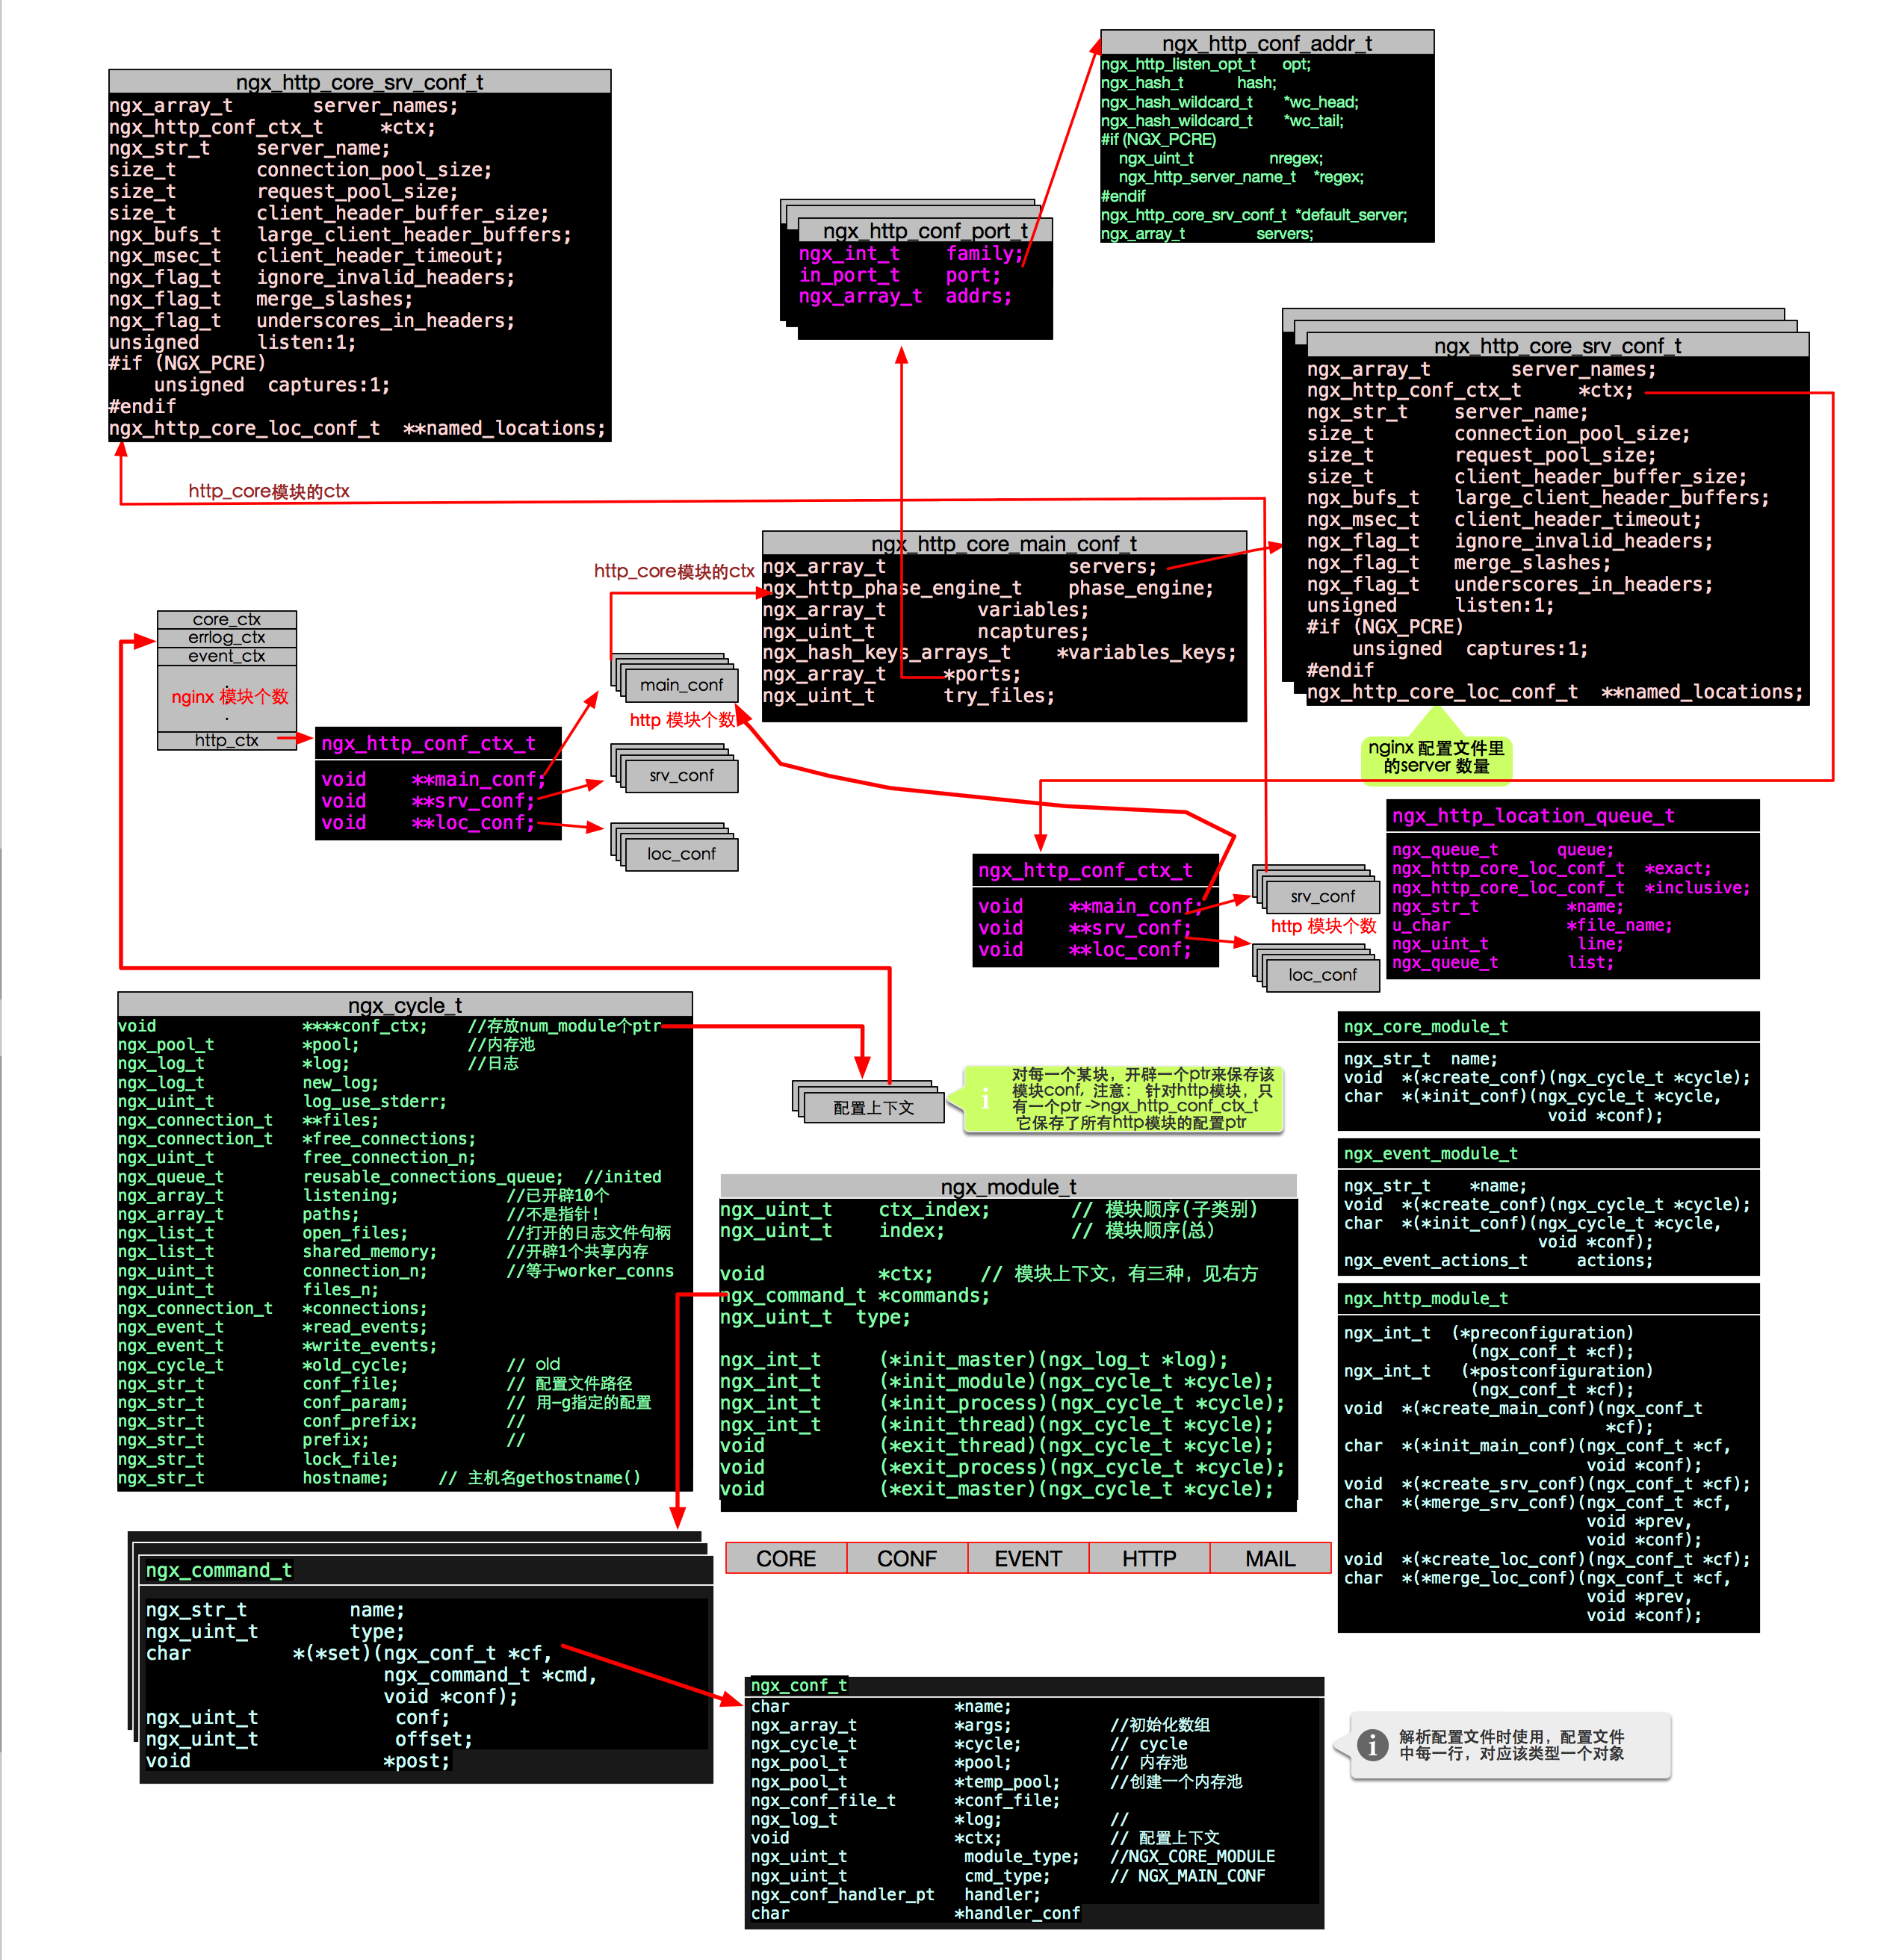 ngx_http_conf_addr_t
ngx_http_listen_opt_t opt;
ngx_hash_t hash;
ngx_hash_wildcard_t *wc_head;
ngx_hash_wildcard_t *wc_tail;
#if (NGX_PCRE)
ngx_uint_t nregex;
ngx_http_server_name_t *regex;
#endif
ngx_http_core_srv_conf_t *default_server;
ngx_array_t servers;
ngx_http_core_srv_conf_t
ngx_array_t server_names;
ngx_http_conf_ctx_t *ctx;
ngx_str_t server_name;
size_t connection_pool_size;
size_t request_pool_size;
size_t client_header_buffer_size;
ngx_bufs_t large_client_header_buffers;
ngx_msec_t client_header_timeout;
ngx_flag_t ignore_invalid_headers;
ngx_flag_t merge_slashes;
ngx_flag_t underscores_in_headers;
unsigned listen:1;
#if (NGX_PCRE)
unsigned captures:1;
#endif
ngx_http_core_loc_conf_t **named_locations;
ngx_http_conf_port_t
ngx_int_t family;
in_port_t port;
ngx_array_t addrs;
ngx_http_core_srv_conf_t
ngx_array_t server_names;
ngx_http_conf_ctx_t *ctx;
ngx_str_t server_name;
size_t connection_pool_size;
size_t request_pool_size;
size_t client_header_buffer_size;
ngx_bufs_t large_client_header_buffers;
ngx_msec_t client_header_timeout;
ngx_flag_t ignore_invalid_headers;
ngx_flag_t merge_slashes;
ngx_flag_t underscores_in_headers;
unsigned listen:1;
#if (NGX_PCRE)
unsigned captures:1;
#endif
ngx_http_core_loc_conf_t **named_locations;
nginx 配置文件里
的server 数量
http_core模块的ctx
http_core模块的ctx
ngx_http_core_main_conf_t
ngx_array_t servers;
ngx_http_phase_engine_t phase_engine;
ngx_array_t variables;
ngx_uint_t ncaptures;
ngx_hash_keys_arrays_t *variables_keys;
ngx_array_t *ports;
ngx_uint_t try_files;
core_ctx
errlog_ctx
event_ctx
.
nginx 模块个数
.
http_ctx
ngx_http_conf_ctx_t
void **main_conf;
void **srv_conf;
void **loc_conf;
main_conf
http 模块个数
srv_conf
loc_conf
ngx_http_conf_ctx_t
void **main_conf;
void **srv_conf;
void **loc_conf;
srv_conf
http 模块个数
loc_conf
ngx_http_location_queue_t
ngx_queue_t queue;
ngx_http_core_loc_conf_t *exact;
ngx_http_core_loc_conf_t *inclusive;
ngx_str_t *name;
u_char *file_name;
ngx_uint_t line;
ngx_queue_t list;
ngx_cycle_t
void ****conf_ctx; //存放num_module个ptr
ngx_pool_t *pool; //内存池
ngx_log_t *log; //日志
ngx_log_t new_log;
ngx_uint_t log_use_stderr;
ngx_connection_t **files;
ngx_connection_t *free_connections;
ngx_uint_t free_connection_n;
ngx_queue_t reusable_connections_queue; //inited
ngx_array_t listening; //已开辟10个
ngx_array_t paths; //不是指针!
ngx_list_t open_files; //打开的日志文件句柄
ngx_list_t shared_memory; //开辟1个共享内存
ngx_uint_t connection_n; //等于worker_conns
ngx_uint_t files_n;
ngx_connection_t *connections;
ngx_event_t *read_events;
ngx_event_t *write_events;
ngx_cycle_t *old_cycle; // old
ngx_str_t conf_file; // 配置文件路径
ngx_str_t conf_param; // 用-g指定的配置
ngx_str_t conf_prefix; //
ngx_str_t prefix; //
ngx_str_t lock_file;
ngx_str_t hostname; // 主机名gethostname()
配置上下文
对每一个某块，开辟一个ptr来保存该
模块conf, 注意： 针对http模块，只
有一个ptr ->ngx_http_conf_ctx_t
它保存了所有http模块的配置ptr
ngx_module_t
ngx_uint_t ctx_index; // 模块顺序(子类别)
ngx_uint_t index; // 模块顺序(总)
void *ctx; // 模块上下文，有三种，见右方
ngx_command_t *commands;
ngx_uint_t type;
ngx_int_t (*init_master)(ngx_log_t *log);
ngx_int_t (*init_module)(ngx_cycle_t *cycle);
ngx_int_t (*init_process)(ngx_cycle_t *cycle);
ngx_int_t (*init_thread)(ngx_cycle_t *cycle);
void (*exit_thread)(ngx_cycle_t *cycle);
void (*exit_process)(ngx_cycle_t *cycle);
void (*exit_master)(ngx_cycle_t *cycle);
ngx_core_module_t
ngx_str_t name;
void *(*create_conf)(ngx_cycle_t *cycle);
char *(*init_conf)(ngx_cycle_t *cycle,
void *conf);
ngx_event_module_t
ngx_str_t *name;
void *(*create_conf)(ngx_cycle_t *cycle);
char *(*init_conf)(ngx_cycle_t *cycle,
void *conf);
ngx_event_actions_t actions;
ngx_http_module_t
ngx_int_t (*preconfiguration)
(ngx_conf_t *cf);
ngx_int_t (*postconfiguration)
(ngx_conf_t *cf);
void *(*create_main_conf)(ngx_conf_t
*cf);
char *(*init_main_conf)(ngx_conf_t *cf,
void *conf);
void *(*create_srv_conf)(ngx_conf_t *cf);
char *(*merge_srv_conf)(ngx_conf_t *cf,
void *prev,
void *conf);
void *(*create_loc_conf)(ngx_conf_t *cf);
char *(*merge_loc_conf)(ngx_conf_t *cf,
void *prev,
void *conf);
CORE CONF EVENT HTTP MAIL
ngx_command_t
ngx_str_t name;
ngx_uint_t type;
char *(*set)(ngx_conf_t *cf,
ngx_command_t *cmd,
void *conf);
ngx_uint_t conf;
ngx_uint_t offset;
void *post;
ngx_conf_t
char *name;
ngx_array_t *args; //初始化数组
ngx_cycle_t *cycle; // cycle
ngx_pool_t *pool; // 内存池
ngx_pool_t *temp_pool; //创建一个内存池
ngx_conf_file_t *conf_file;
ngx_log_t *log; //
void *ctx; // 配置上下文
ngx_uint_t module_type; //NGX_CORE_MODULE
ngx_uint_t cmd_type; // NGX_MAIN_CONF
ngx_conf_handler_pt handler;
char *handler_conf
解析配置文件时使用，配置文件
中每一行，对应该类型一个对象